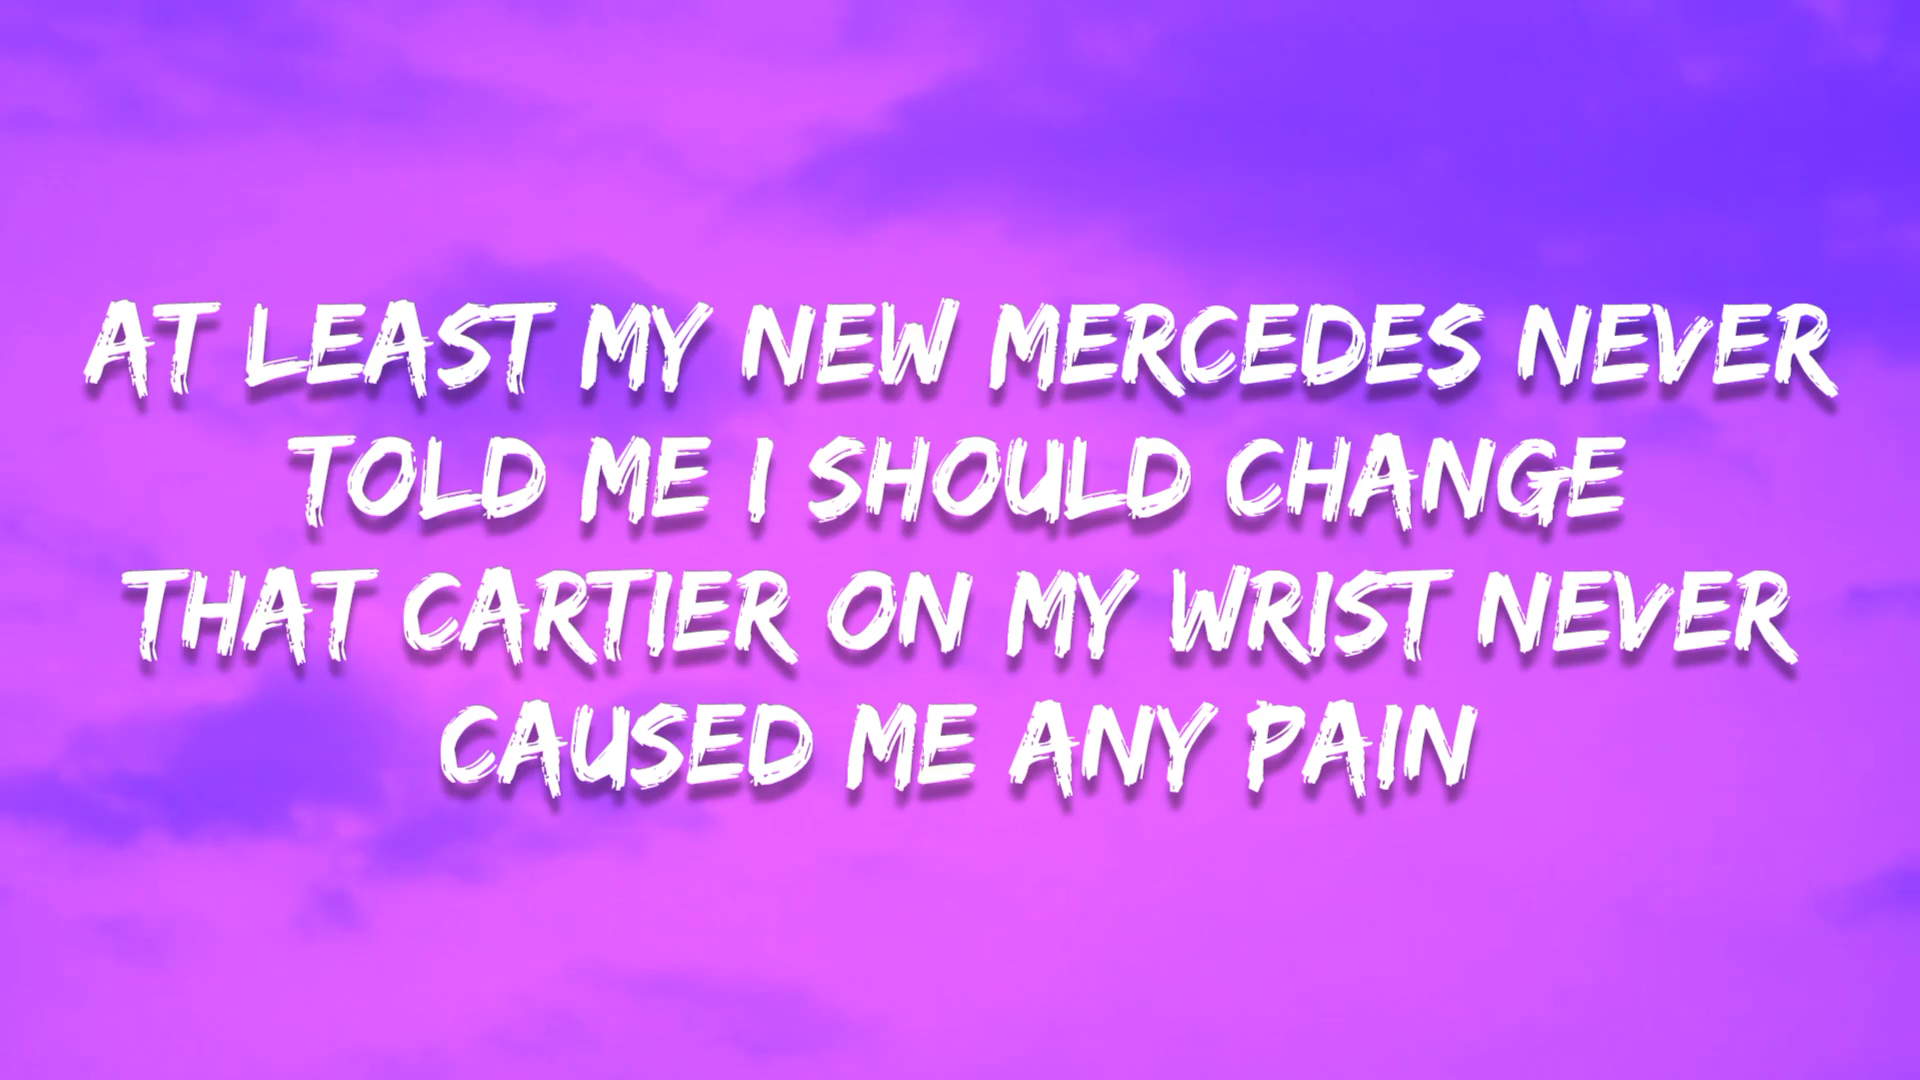 AT LEAST MY NEW MERCEDES NEVER
TOLD ME I SHOULD CHANGE
THAT CARTIER ON MY WRIST NEVER
CAUSED ME ANY PAIN